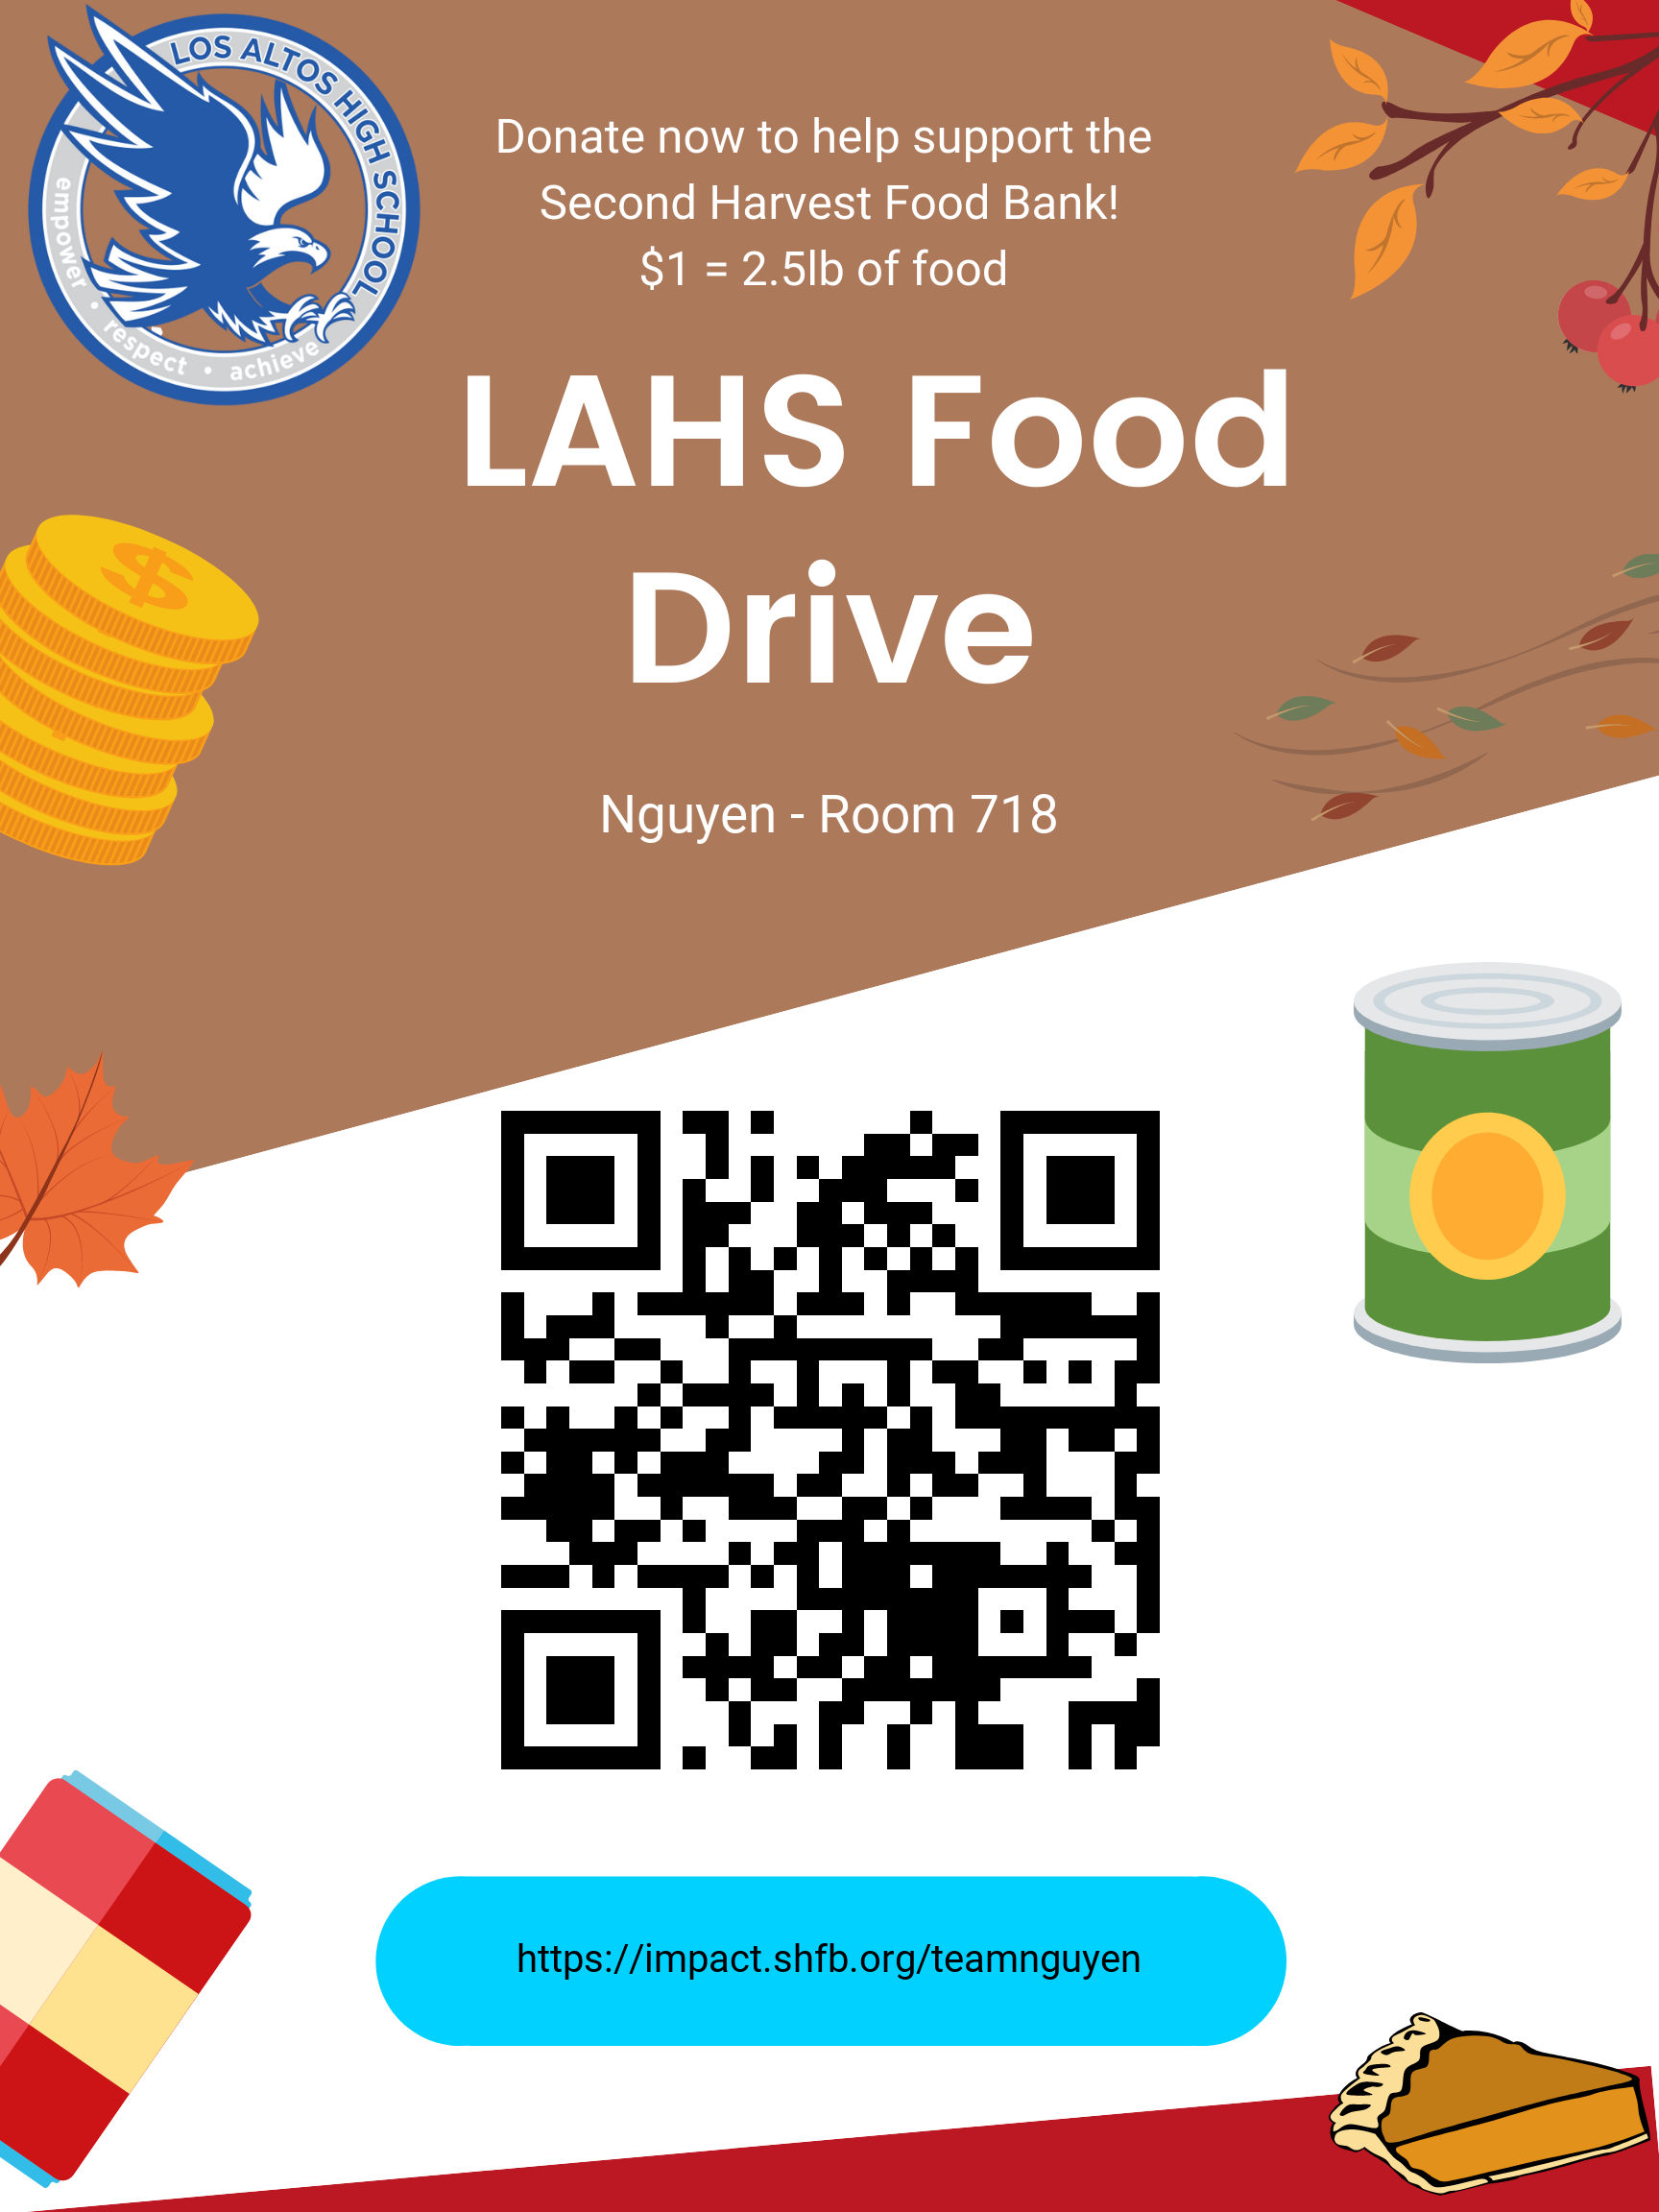 LOS ALTOS HIGH SCHOOL
empower • respect • achieve
Donate now to help support the
Second Harvest Food Bank!
$1 = 2.5lb of food
LAHS Food
Drive
$
Nguyen - Room 718
https://impact.shfb.org/teamnguyen